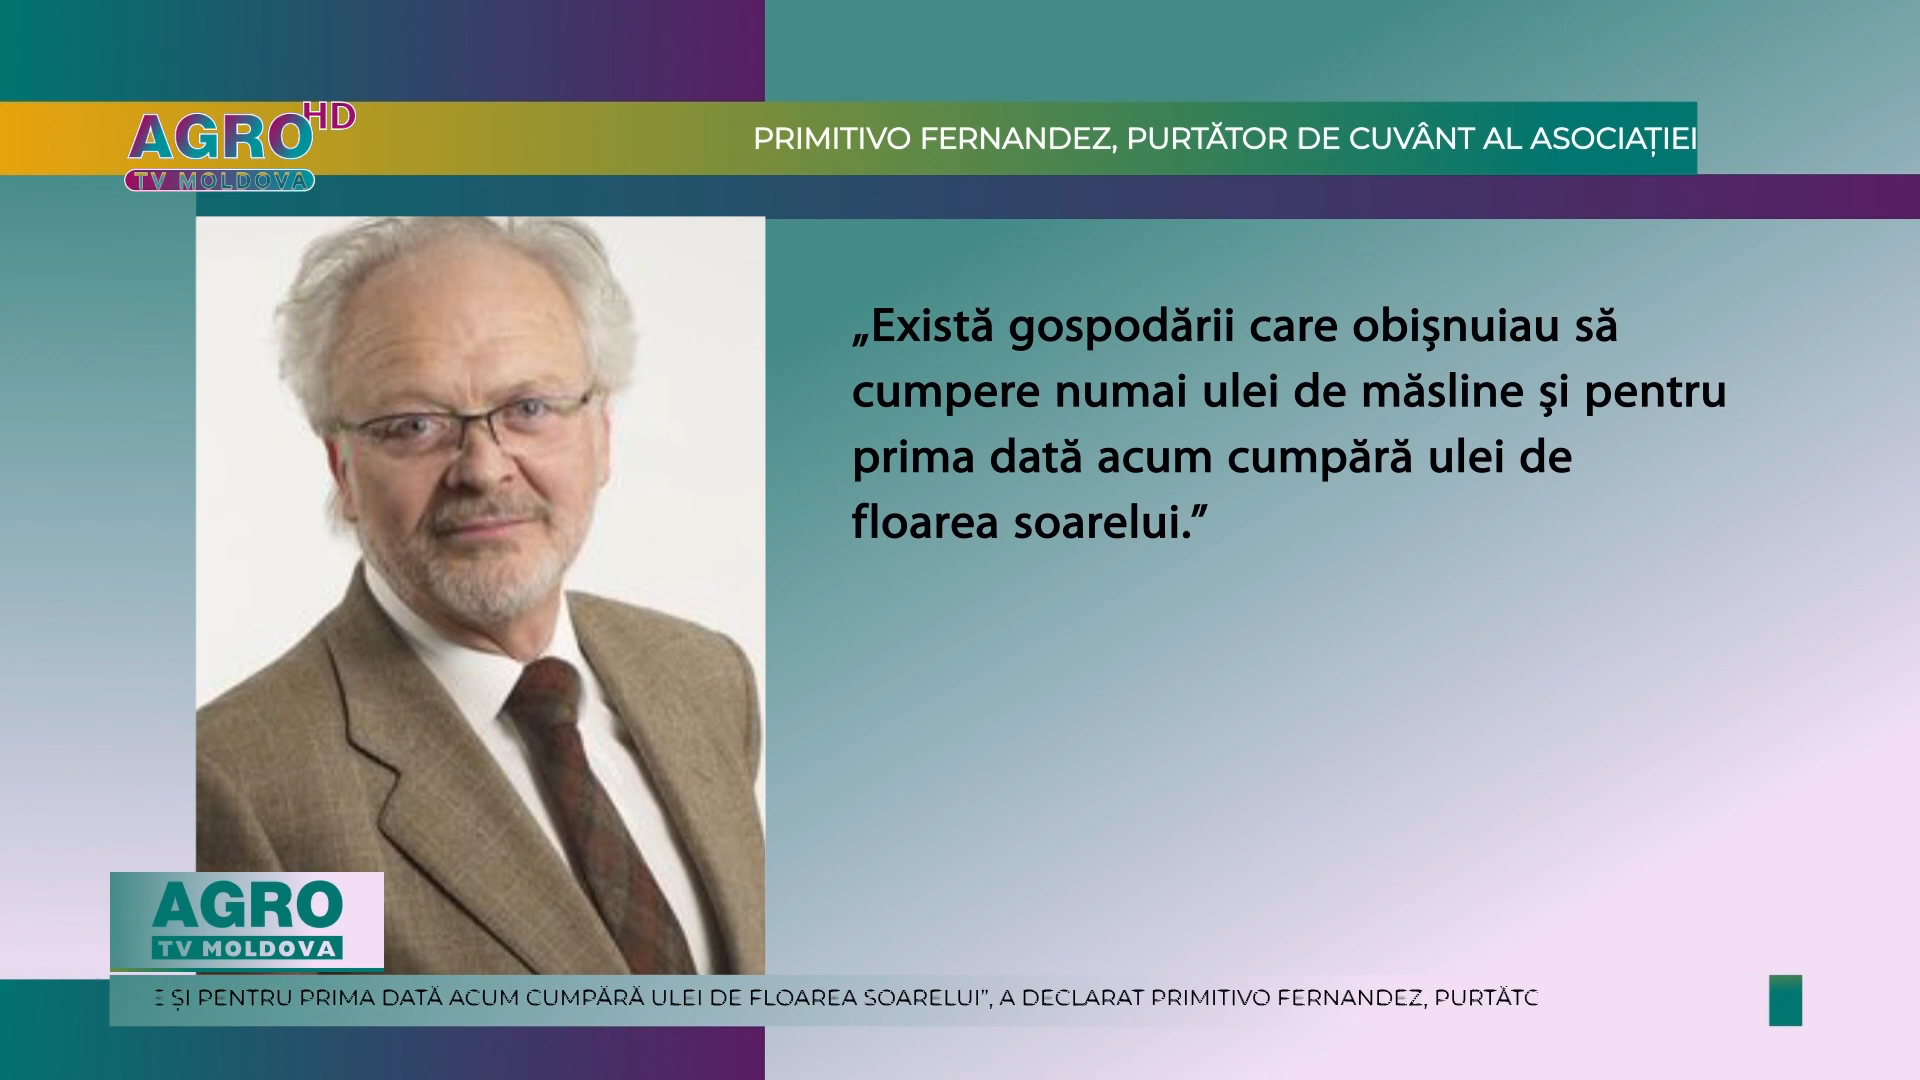 AGRO HD
TV MOLDOVA
PRIMITIVO FERNANDEZ, PURTĂTOR DE CUVÂNT AL ASOCIAȚIEI
„Există gospodării care obişnuiau să
cumpere numai ulei de măsline şi pentru
prima dată acum cumpără ulei de
floarea soarelui.”
AGRO
TV MOLDOVA
ȘI PENTRU PRIMA DATĂ ACUM CUMPĂRĂ ULEI DE FLOAREA SOARELUI”, A DECLARAT PRIMITIVO FERNANDEZ,